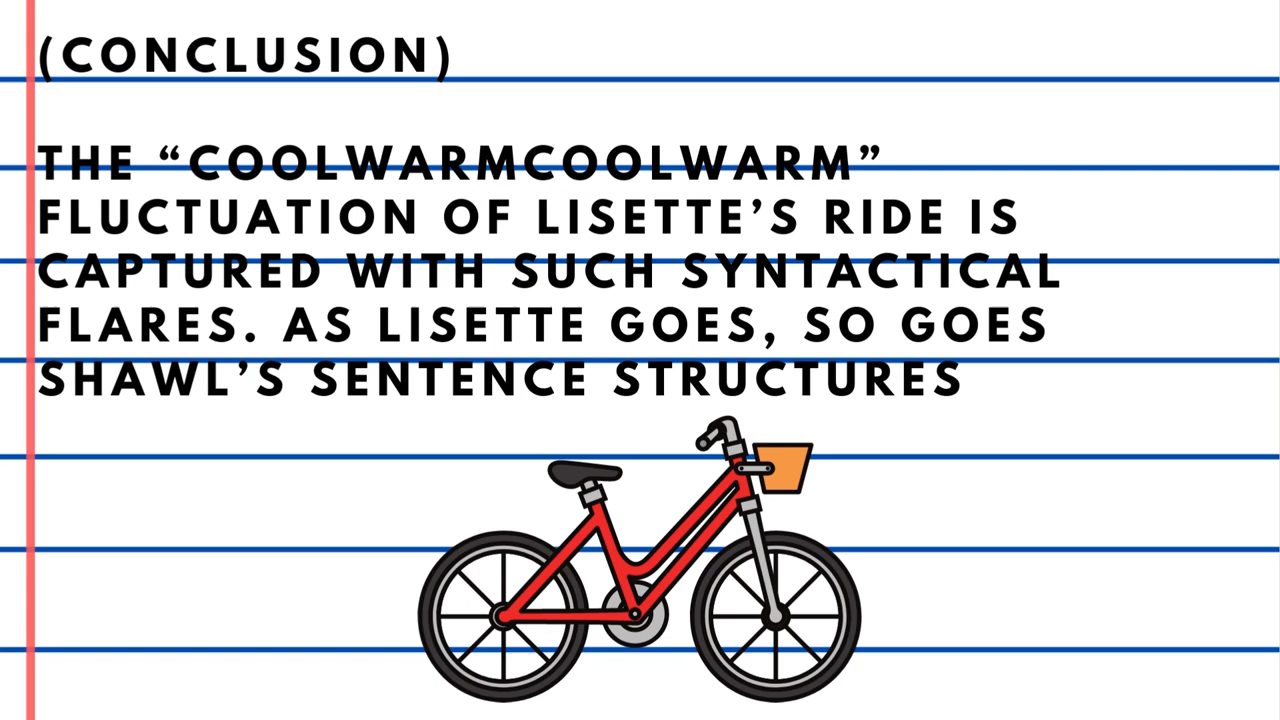 (CONCLUSION)
THE “COOLWARMCOOLWARM”
FLUCTUATION OF LISETTE’S RIDE IS
CAPTURED WITH SUCH SYNTACTICAL
FLARES. AS LISETTE GOES, SO GOES
SHAWL’S SENTENCE STRUCTURES